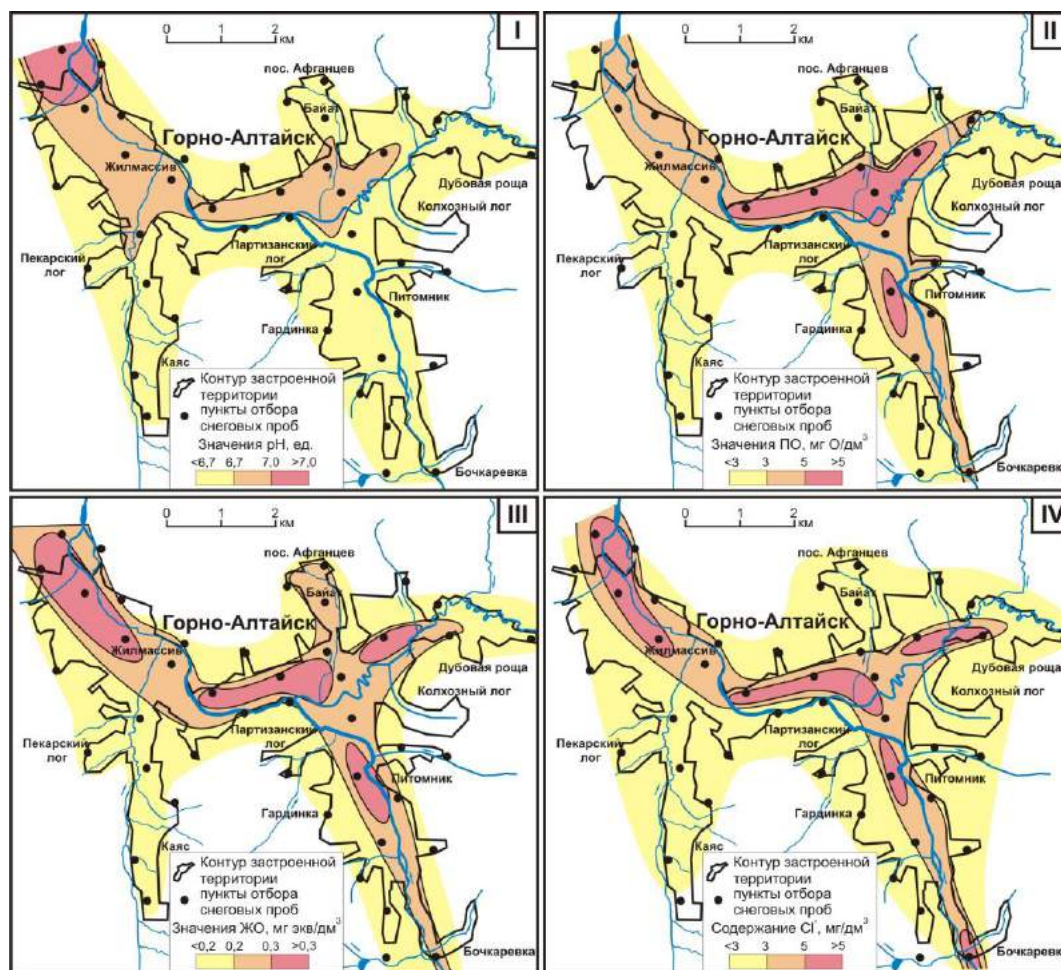 I
0 1 2
км
пос. Афганцев
Байат
Горно-Алтайск
Жилмассив
Дубовая роща
Колхозный лог
Партизанский
лог
Пекарский
лог
Питомник
Гардинка
Каяс
Контур застроенной
территории
пункты отбора
снеговых проб
Значения pH, ед.
<6,7 6,7 7,0 >7,0
Бочкаревка
II
0 1 2
км
пос. Афганцев
Байат
Горно-Алтайск
Жилмассив
Дубовая роща
Колхозный лог
Партизанский
лог
Пекарский
лог
Питомник
Гардинка
Каяс
Контур застроенной
территории
пункты отбора
снеговых проб
Значения ПО, мг О/дм³
<3 3 5 >5
Бочкаревка
III
0 1 2
км
пос. Афганцев
Байат
Горно-Алтайск
Жилмассив
Дубовая роща
Колхозный лог
Партизанский
лог
Пекарский
лог
Питомник
Гардинка
Каяс
Контур застроенной
территории
пункты отбора
снеговых проб
Значения ЖО, мг экв/дм³
<0,2 0,2 0,3 >0,3
Бочкаревка
IV
0 1 2
км
пос. Афганцев
Байат
Горно-Алтайск
Жилмассив
Дубовая роща
Колхозный лог
Партизанский
лог
Пекарский
лог
Питомник
Гардинка
Каяс
Контур застроенной
территории
пункты отбора
снеговых проб
Содержание Cl⁻, мг/дм³
<3 3 5 >5
Бочкаревка